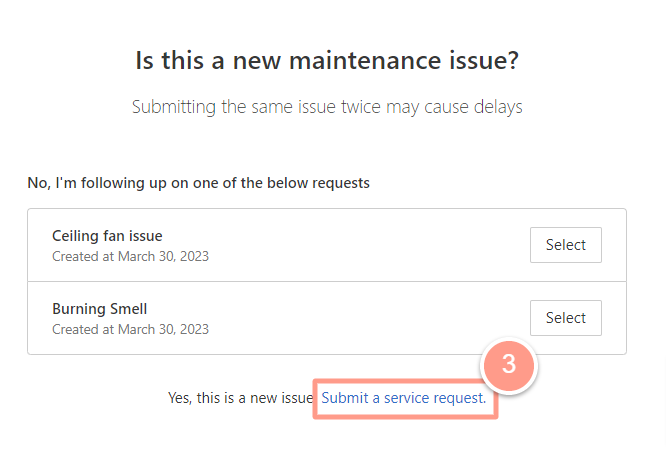 Is this a new maintenance issue?
Submitting the same issue twice may cause delays
No, I'm following up on one of the below requests
Ceiling fan issue
Created at March 30, 2023
Select
Burning Smell
Created at March 30, 2023
Select
3
Yes, this is a new issue Submit a service request.